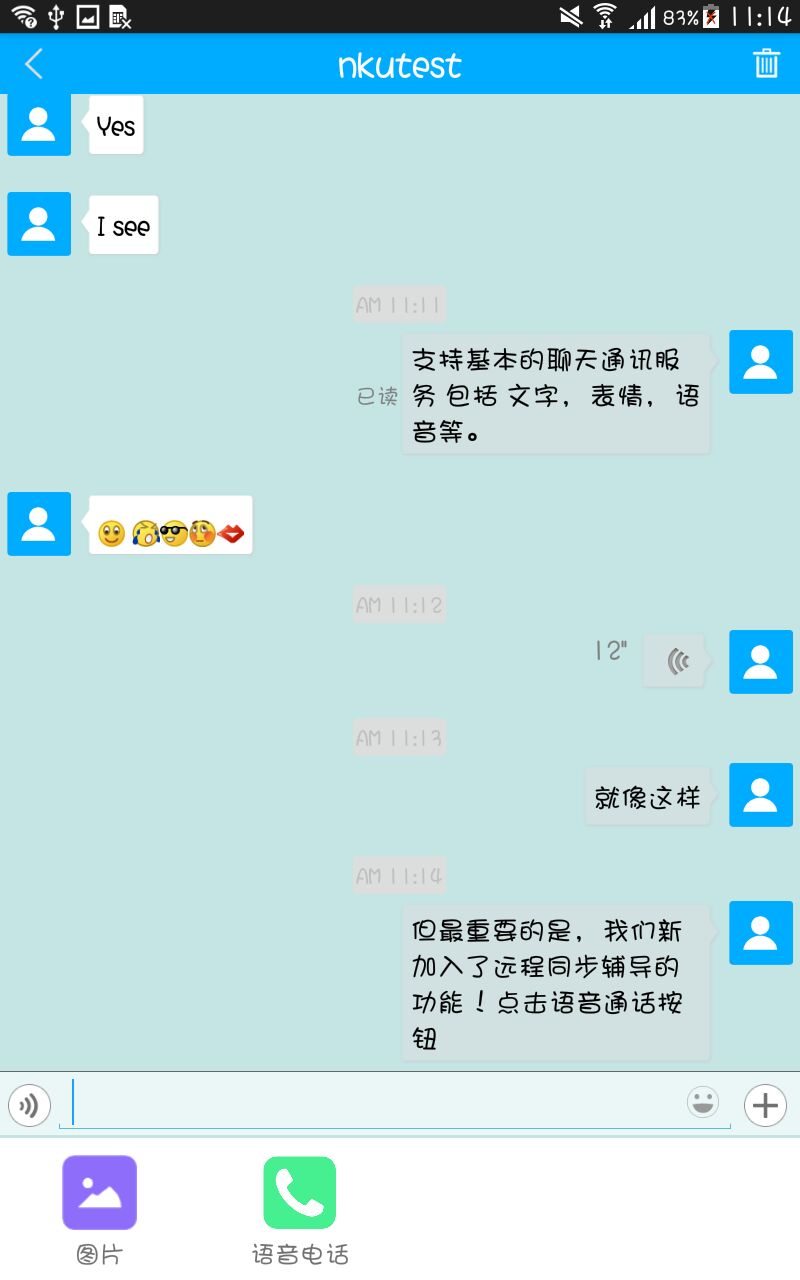 83% 11:14
nkutest
Yes
I see
AM 11:11
支持基本的聊天通讯服
已读 务 包括 文字， 表情， 语
音等。
AM 11:12
12"
AM 11:13
就像这样
AM 11:14
但最重要的是， 我们新
加入了远程同步辅导的
功能！点击语音通话按
钮
图片 语音电话